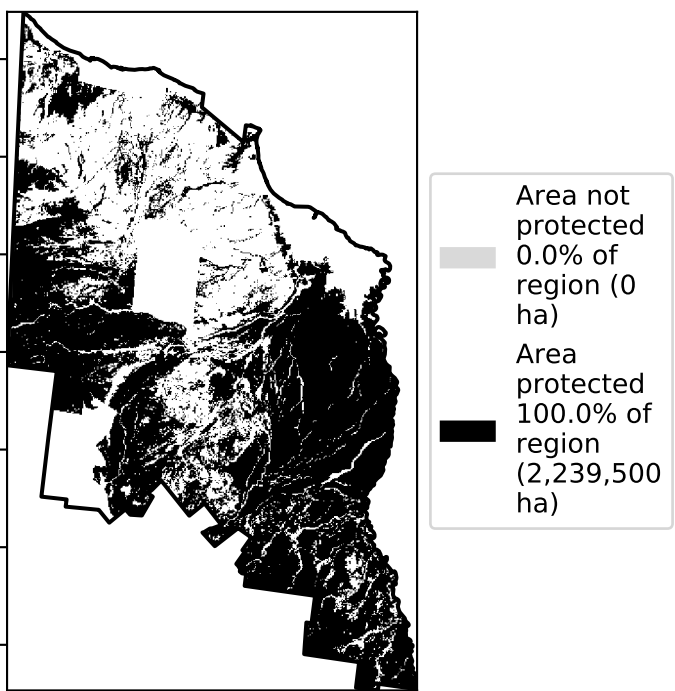 Area not
protected
0.0% of
region (0
ha)
Area
protected
100.0% of
region
(2,239,500
ha)